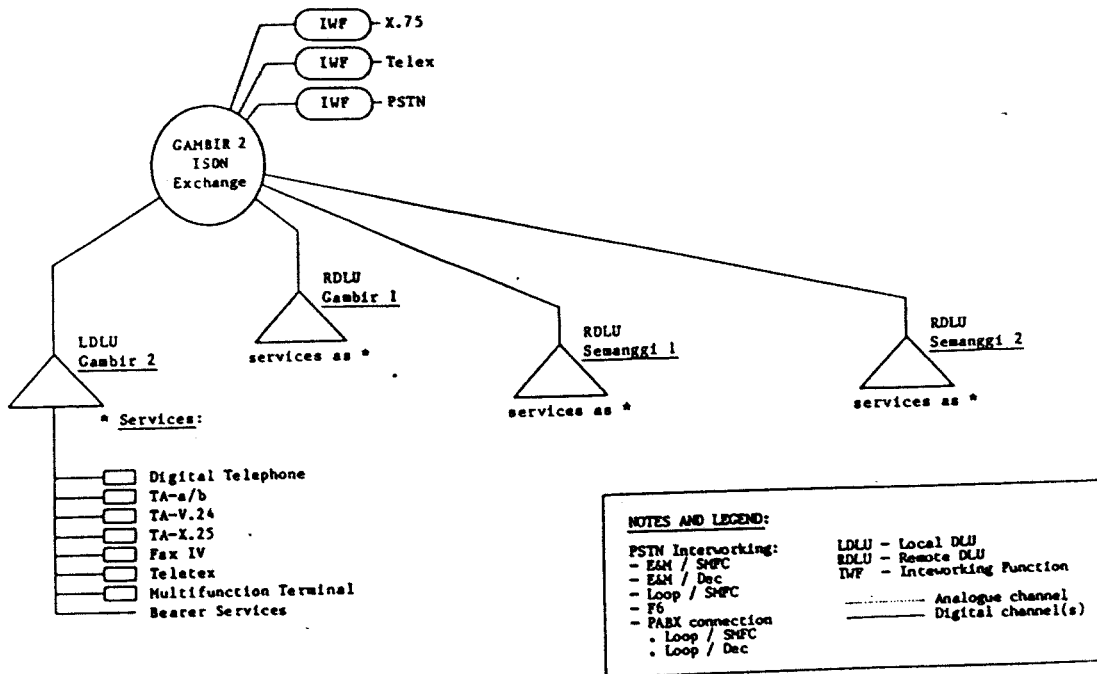 IWF
X.75
IWF
Telex
IWF
PSTN
GAMBIR 2
ISDN
Exchange
RDLU
Gambir 1
services as *
LDLU
Gambir 2
RDLU
Semanggi 1
services as *
RDLU
Semanggi 2
services as *
* Services:
Digital Telephone
TA-a/b
TA-V.24
TA-X.25
Fax IV
Teletex
Multifunction Terminal
Bearer Services
NOTES AND LEGEND:
PSTN Interworking:
- E&M / SMFC
- E&M / Dec
- Loop / SMFC
- F6
- PABX connection
. Loop / SMFC
. Loop / Dec
LDLU - Local DLU
RDLU - Remote DLU
IWF - Inteworking Function
Analogue channel
Digital channel(s)